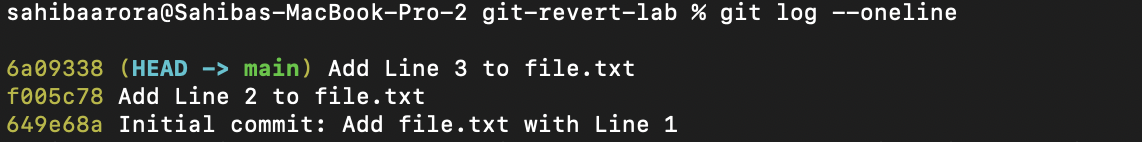 sahibaarora@Sahibas-MacBook-Pro-2 git-revert-lab % git log --oneline
6a09338 (HEAD -> main) Add Line 3 to file.txt
f005c78 Add Line 2 to file.txt
649e68a Initial commit: Add file.txt with Line 1